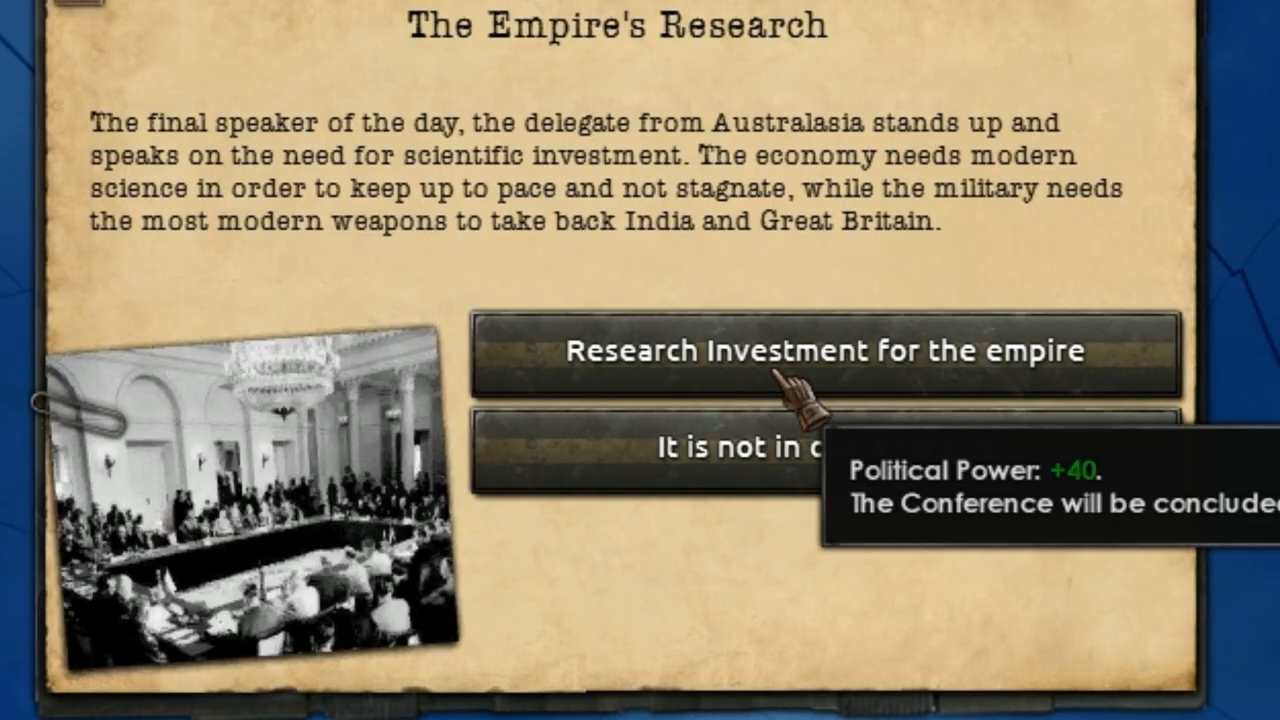 The Empire's Research
The final speaker of the day, the delegate from Australasia stands up and
speaks on the need for scientific investment. The economy needs modern
science in order to keep up to pace and not stagnate, while the military needs
the most modern weapons to take back India and Great Britain.
Research Investment for the empire
It is not in
Political Power: +40.
The Conference will be